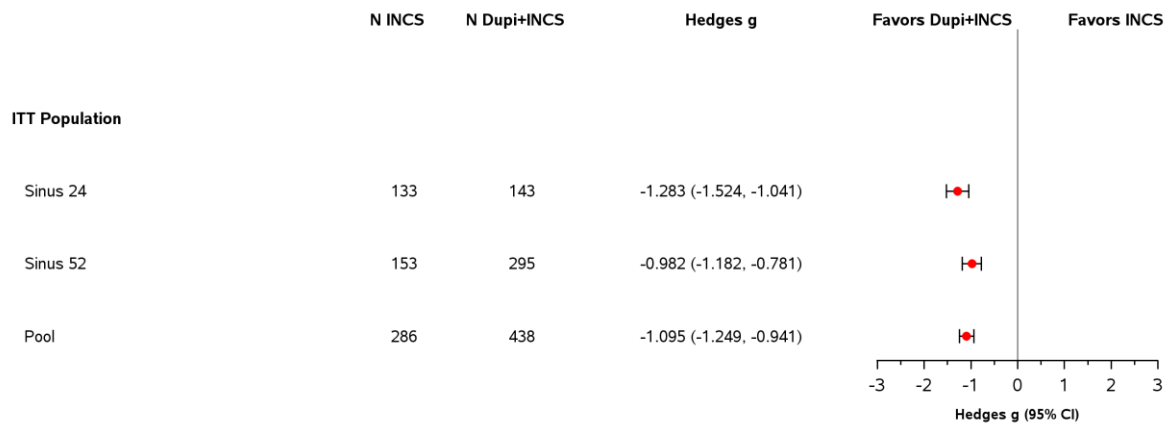 N INCS N Dupi+INCS Hedges g Favors Dupi+INCS Favors INCS
ITT Population
Sinus 24 133 143 -1.283 (-1.524, -1.041)
Sinus 52 153 295 -0.982 (-1.182, -0.781)
Pool 286 438 -1.095 (-1.249, -0.941)
-3 -2 -1 0 1 2 3
Hedges g (95% CI)